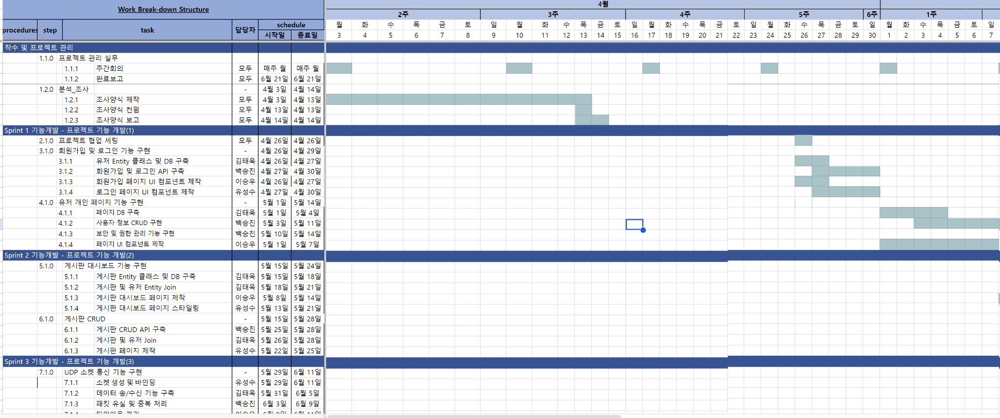 Work Break-down Structure
4월
2주 3주 4주 5주 6주 1주
procedures step task 담당자 schedule
시작일 종료일
월 화 수 목 금 토 일 월 화 수 목 금 토 일 월 화 수 목 금 토 일 월 화 수 목 금 토 일 월 화 수 목 금 토 일
3 4 5 6 7 8 9 10 11 12 13 14 15 16 17 18 19 20 21 22 23 24 25 26 27 28 29 30 1 2 3 4 5 6 7
착수 및 프로젝트 관리
1.1.0 프로젝트 관리 실무
1.1.1 주간회의 모두 매주 월 매주 월
1.1.2 완료보고 모두 6월 21일 6월 21일
1.2.0 분석_조사 - 4월 3일 4월 14일
1.2.1 조사양식 제작 모두 4월 3일 4월 13일
1.2.2 조사양식 컨펌 모두 4월 13일 4월 13일
1.2.3 조사양식 보고 모두 4월 14일 4월 14일
Sprint 1 기능개발 - 프로젝트 기능 개발(1)
2.1.0 프로젝트 협업 세팅 모두 4월 26일 4월 26일
3.1.0 회원가입 및 로그인 기능 구현 - 4월 26일 4월 29일
3.1.1 유저 Entity 클래스 및 DB 구축 김태욱 4월 26일 4월 27일
3.1.2 회원가입 및 로그인 API 구축 백승진 4월 27일 4월 30일
3.1.3 회원가입 페이지 UI 컴포넌트 제작 이승우 4월 26일 4월 27일
3.1.4 로그인 페이지 UI 컴포넌트 제작 유성수 4월 27일 4월 30일
4.1.0 유저 개인 페이지 기능 구현 - 5월 1일 5월 14일
4.1.1 페이지 DB 구축 김태욱 5월 1일 5월 4일
4.1.2 사용자 정보 CRUD 구현 백승진 5월 3일 5월 11일
4.1.3 보안 및 권한 관리 기능 구현 백승진 5월 10일 5월 14일
4.1.4 페이지 UI 컴포넌트 제작 이승우 5월 1일 5월 7일
Sprint 2 기능개발 - 프로젝트 기능 개발(2)
5.1.0 게시판 대시보드 기능 구현 5월 15일 5월 24일
5.1.1 게시판 Entity 클래스 및 DB 구축 김태욱 5월 15일 5월 18일
5.1.2 게시판 및 유저 Entity Join 김태욱 5월 18일 5월 21일
5.1.3 게시판 대시보드 페이지 제작 이승우 5월 8일 5월 14일
5.1.4 게시판 대시보드 페이지 스타일링 유성수 5월 13일 5월 21일
6.1.0 게시판 CRUD - 5월 15일 5월 28일
6.1.1 게시판 CRUD API 구축 백승진 5월 25일 5월 28일
6.1.2 게시판 및 유저 Join 김태욱 5월 26일 5월 28일
6.1.3 게시판 페이지 제작 유성수 5월 22일 5월 25일
Sprint 3 기능개발 - 프로젝트 기능 개발(3)
7.1.0 UDP 소켓 통신 기능 구현 - 5월 29일 6월 11일
7.1.1 소켓 생성 및 바인딩 유성수 5월 29일 6월 11일
7.1.2 데이터 송/수신 기능 구축 김태욱 5월 31일 6월 5일
7.1.3 패킷 유실 및 중복 처리 백승진 6월 3일 6월 9일